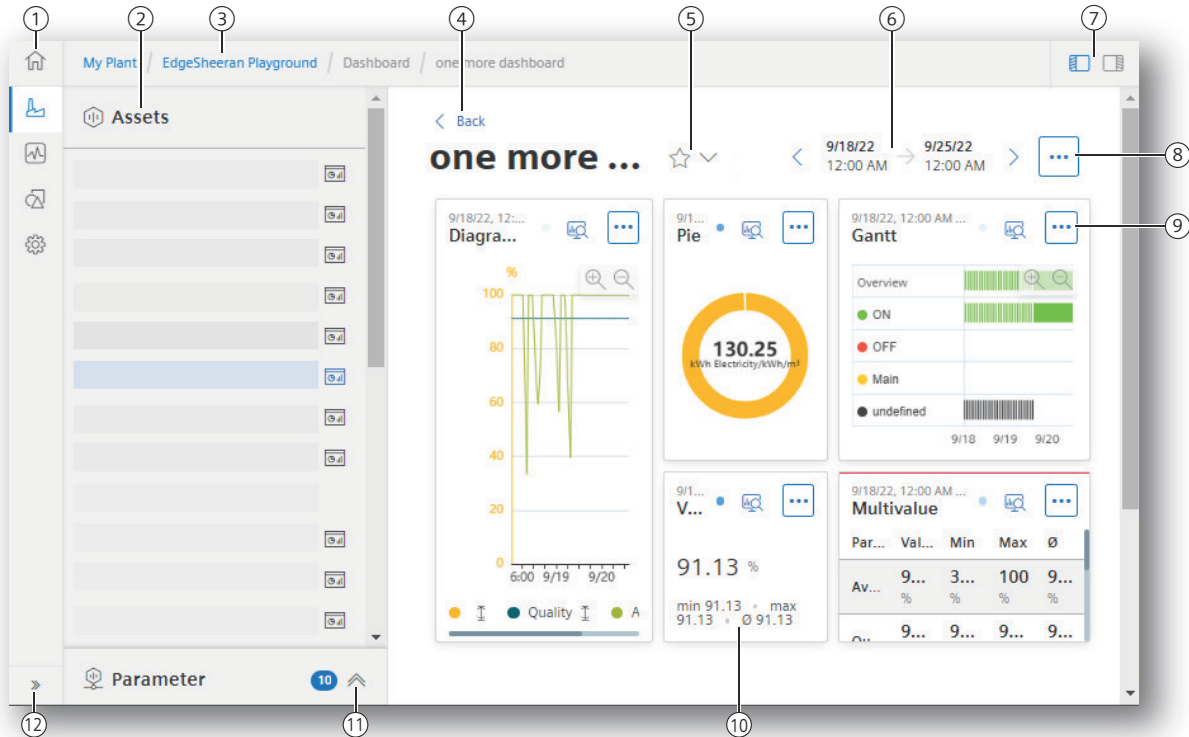 1 2 3 4 5 6 7
My Plant / EdgeSheeran Playground / Dashboard / one more dashboard
Assets
Back
one more ...
9/18/22
12:00 AM
9/25/22
12:00 AM
8
9/18/22, 12:...
Diagra...
%
100
80
60
40
20
0
6:00 9/19 9/20
Quality A
9/1...
Pie
130.25
kWh Electricity/kWh/m³
9/18/22, 12:00 AM ...
Gantt
9
Overview
ON
OFF
Main
undefined
9/18 9/19 9/20
9/1...
V...
91.13 %
min 91.13 • max
91.13 • Ø 91.13
9/18/22, 12:00 AM ...
Multivalue
Par... Val... Min Max Ø
Av... 9... 3... 100 9...
% % % %
9... 9... 9... 9...
Parameter 10
12 11 10